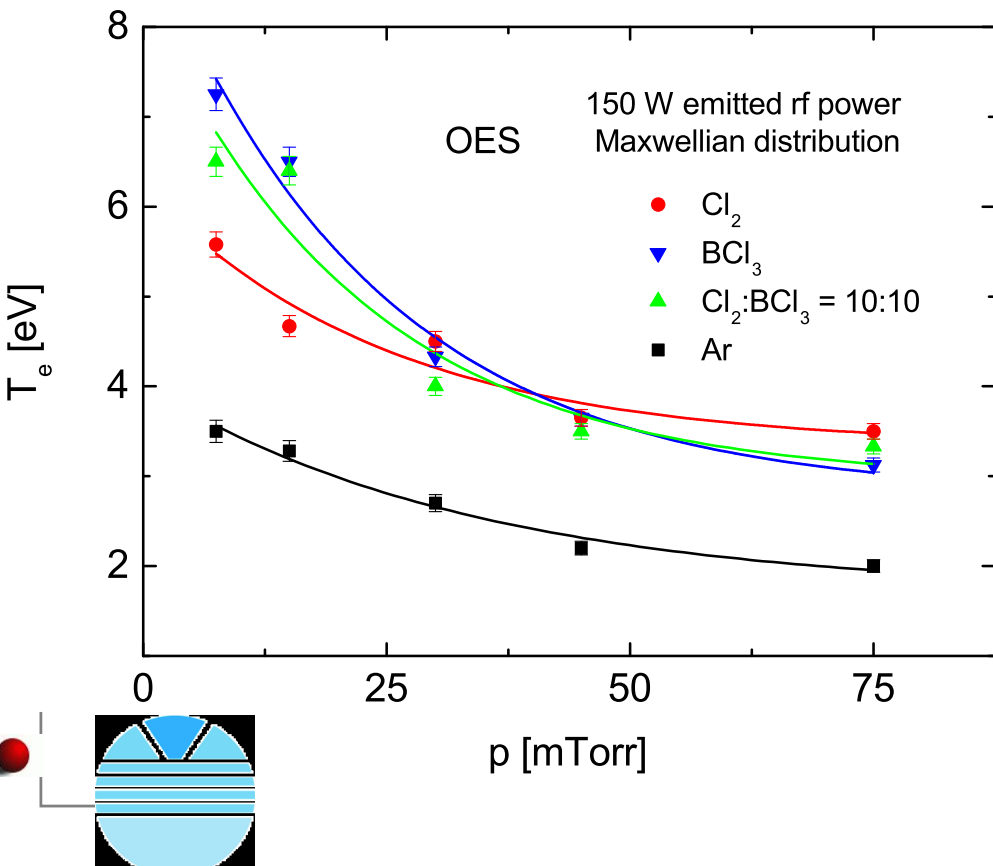 8
6
4
2
T_e [eV]
OES
150 W emitted rf power
Maxwellian distribution
Cl₂
BCl₃
Cl₂:BCl₃ = 10:10
Ar
0 25 50 75
p [mTorr]